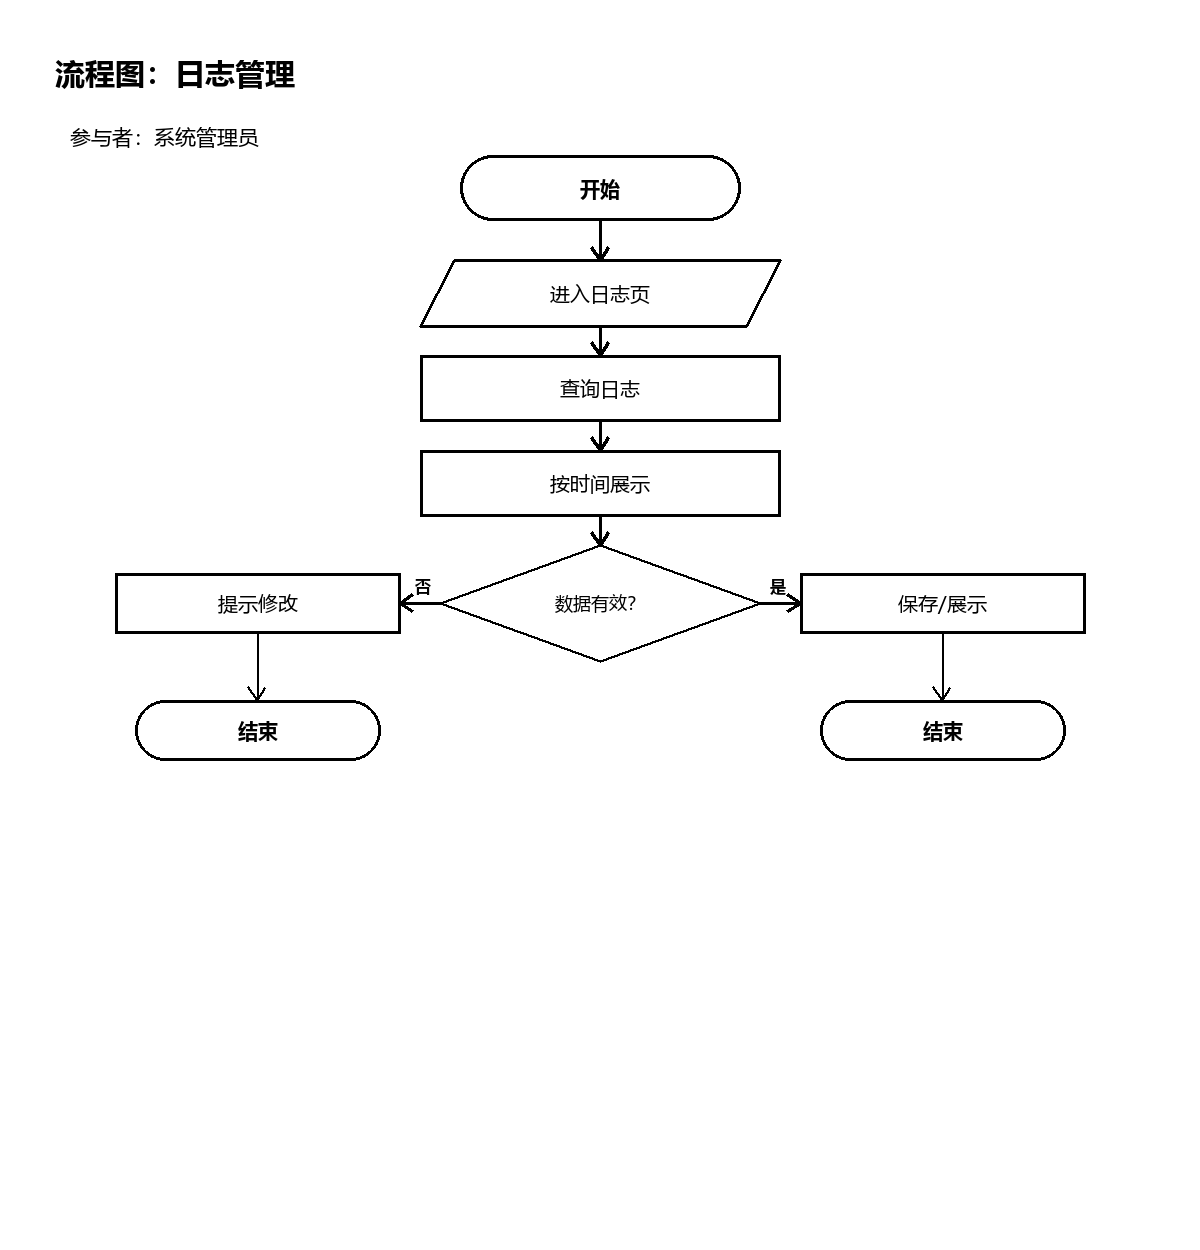 流程图：日志管理
参与者：系统管理员
开始
进入日志页
查询日志
按时间展示
否
是
提示修改
数据有效?
保存/展示
结束
结束